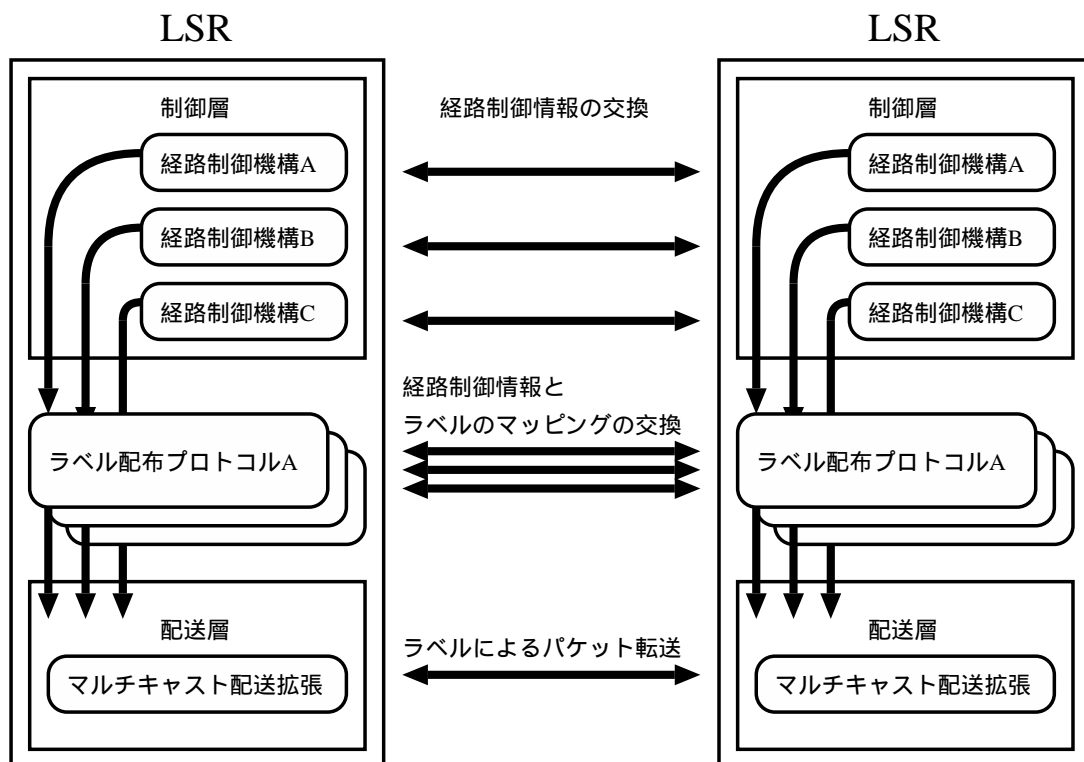 LSR
制御層
経路制御機構A
経路制御機構B
経路制御機構C
ラベル配布プロトコルA
配送層
マルチキャスト配送拡張
経路制御情報の交換
経路制御情報と
ラベルのマッピングの交換
ラベルによるパケット転送
LSR
制御層
経路制御機構A
経路制御機構B
経路制御機構C
ラベル配布プロトコルA
配送層
マルチキャスト配送拡張